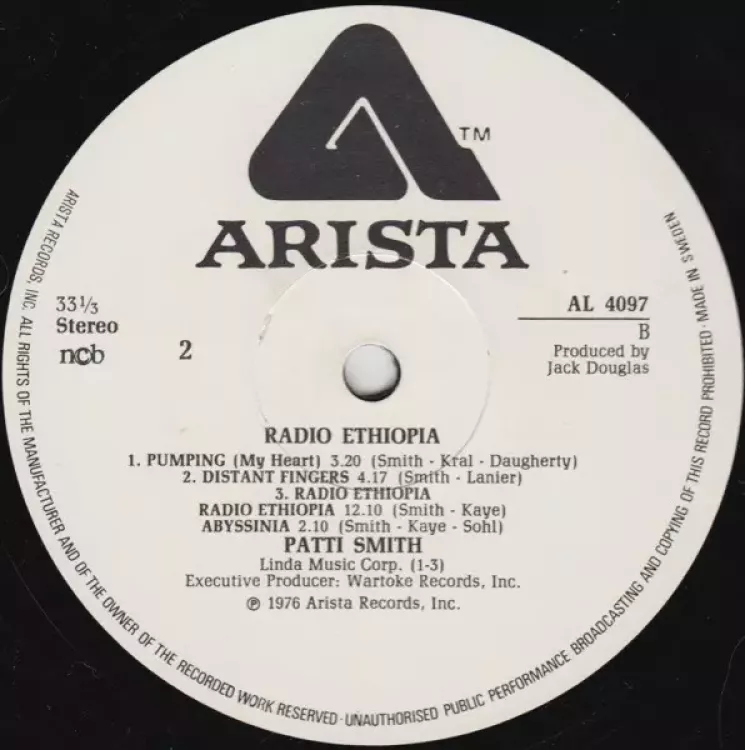 TM
ARISTA
33⅓
Stereo
ncb
2
AL 4097
B
Produced by
Jack Douglas
RADIO ETHIOPIA
1. PUMPING (My Heart) 3.20 (Smith - Kral - Daugherty)
2. DISTANT FINGERS 4.17 (Smith - Lanier)
3. RADIO ETHIOPIA
RADIO ETHIOPIA 12.10 (Smith - Kaye)
ABYSSINIA 2.10 (Smith - Kaye - Sohl)
PATTI SMITH
Linda Music Corp. (1-3)
Executive Producer: Wartoke Records, Inc.
℗ 1976 Arista Records, Inc.
ARISTA RECORDS, INC. ALL RIGHTS OF THE MANUFACTURER AND OF THE OWNER OF THE RECORDED WORK RESERVED · UNAUTHORISED PUBLIC PERFORMANCE BROADCASTING AND COPYING OF THIS RECORD PROHIBITED · MADE IN SWEDEN